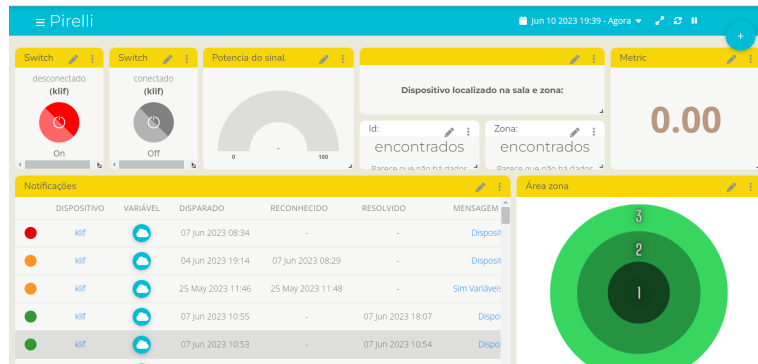 Pirelli
Jun 10 2023 19:39 - Agora
+
Switch
Switch
Potencia do sinal
Metric
desconectado
(klif)
On
conectado
(klif)
Off
0
100
Dispositivo localizado na sala e zona:
Id:
encontrados
Parece que não há dados
Zona:
encontrados
Parece que não há dados
0.00
Notificações
Área zona
DISPOSITIVO VARIÁVEL DISPARADO RECONHECIDO RESOLVIDO MENSAGEM
klif 07 Jun 2023 08:34 - - Disposit
klif 04 Jun 2023 19:14 07 Jun 2023 08:29 - Disposit
klif 25 May 2023 11:46 25 May 2023 11:48 - Sim Variáveis
klif 07 Jun 2023 10:55 - 07 Jun 2023 18:07 Dispo
klif 07 Jun 2023 10:53 - 07 Jun 2023 10:54 Dispo
3
2
1